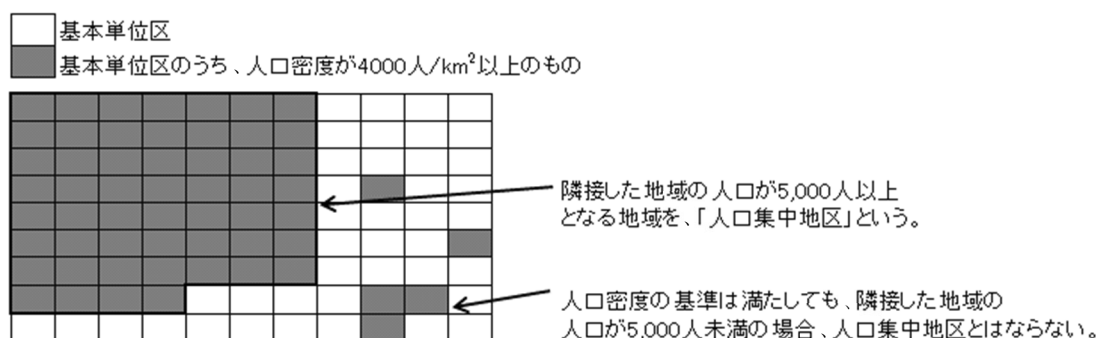 基本単位区
基本単位区のうち、人口密度が4000人/km²以上のもの
隣接した地域の人口が5,000人以上
となる地域を、「人口集中地区」という。
人口密度の基準は満たしても、隣接した地域の
人口が5,000人未満の場合、人口集中地区とはならない。